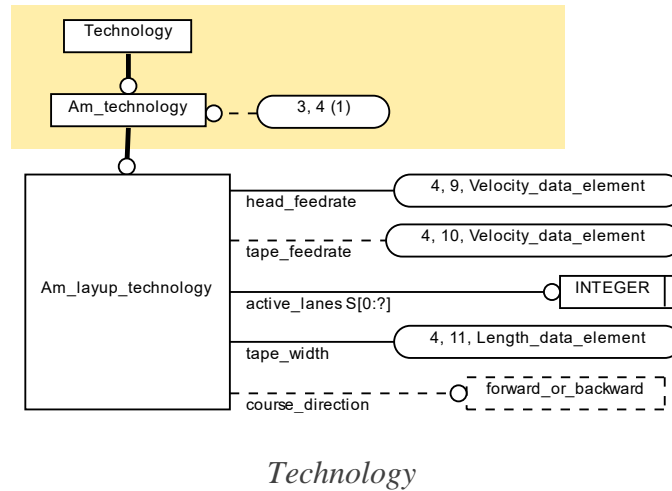 Technology
Am_technology
3, 4 (1)
4, 9, Velocity_data_element
head_feedrate
4, 10, Velocity_data_element
tape_feedrate
Am_layup_technology
INTEGER
active_lanes S[0:?]
4, 11, Length_data_element
tape_width
forward_or_backward
course_direction
Technology